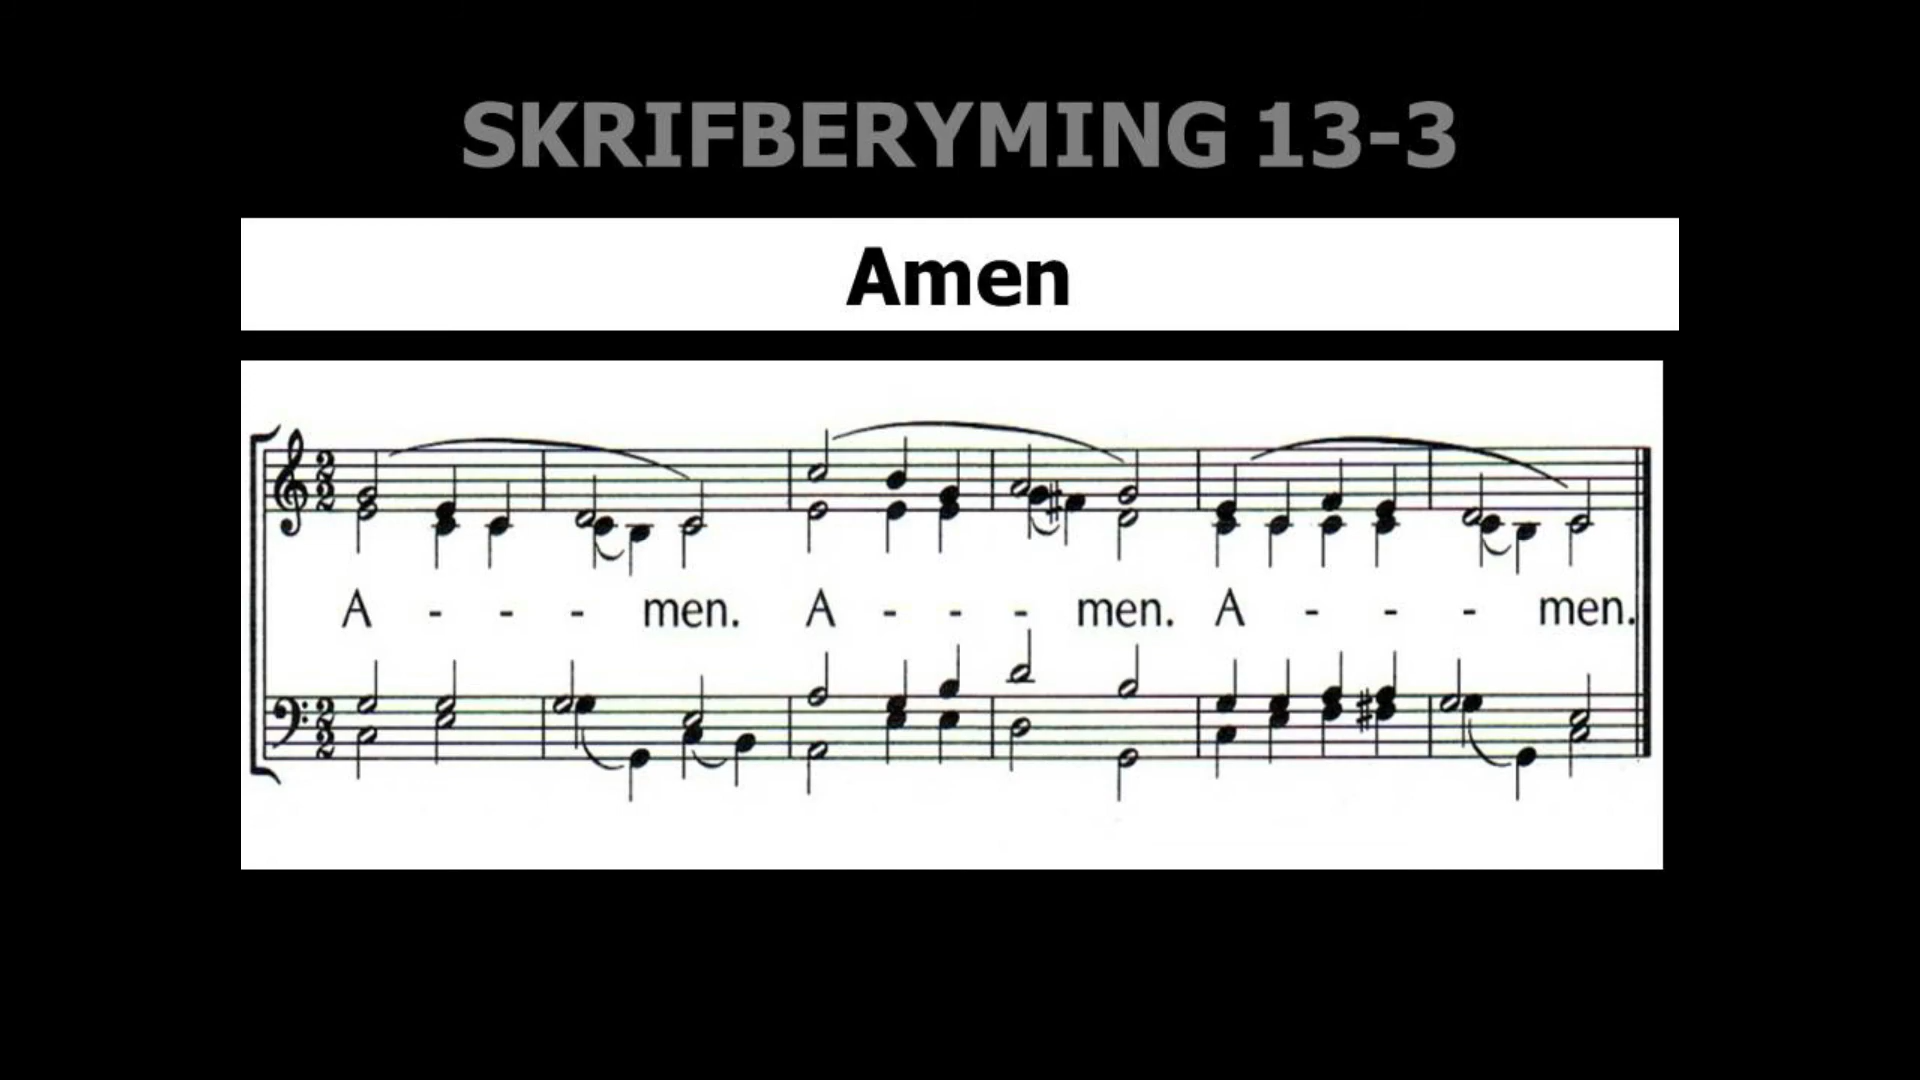 SKRIFBERYMING 13-3
Amen
A - - - men. A - - - men. A - - - men.